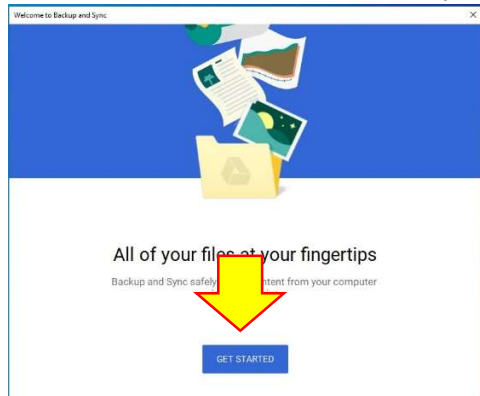 Welcome to Backup and Sync
All of your files at your fingertips
Backup and Sync safely content from your computer
GET STARTED